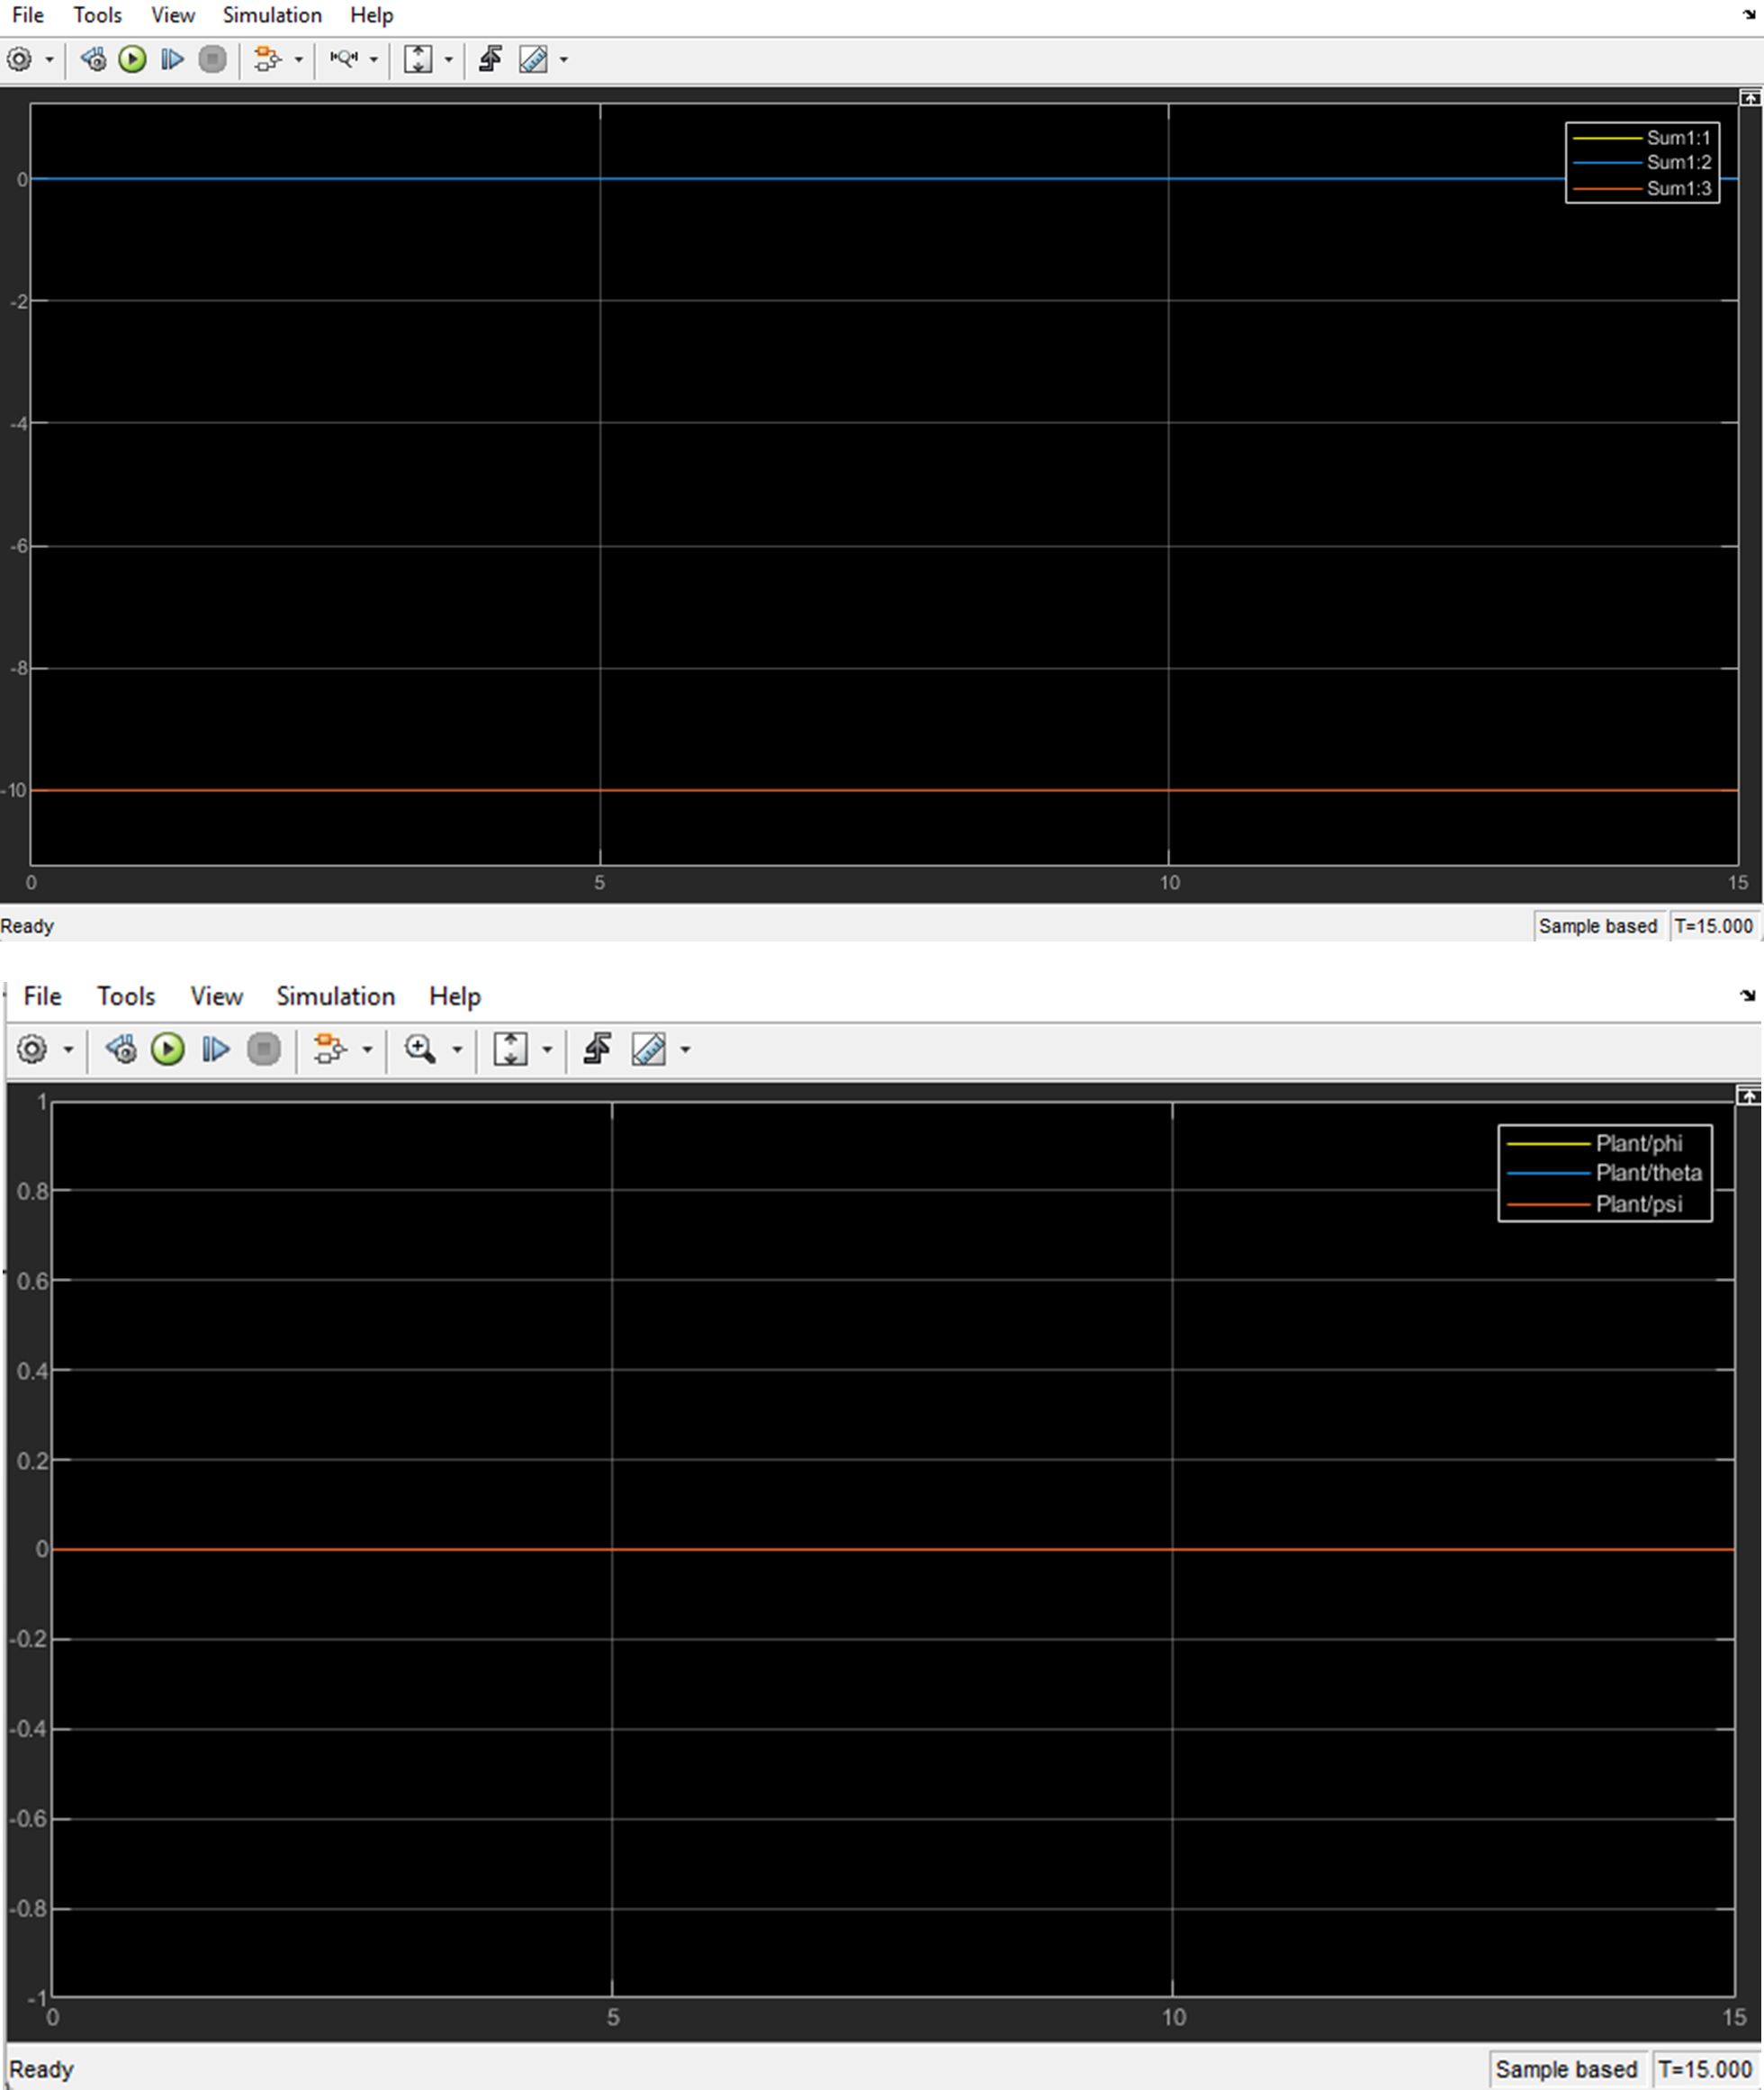 File Tools View Simulation Help
Sum1:1
Sum1:2
Sum1:3
0
-2
-4
-6
-8
-10
0 5 10 15
Ready Sample based T=15.000
File Tools View Simulation Help
Plant/phi
Plant/theta
Plant/psi
1
0.8
0.6
0.4
0.2
0
-0.2
-0.4
-0.6
-0.8
-1
0 5 10 15
Ready Sample based T=15.000